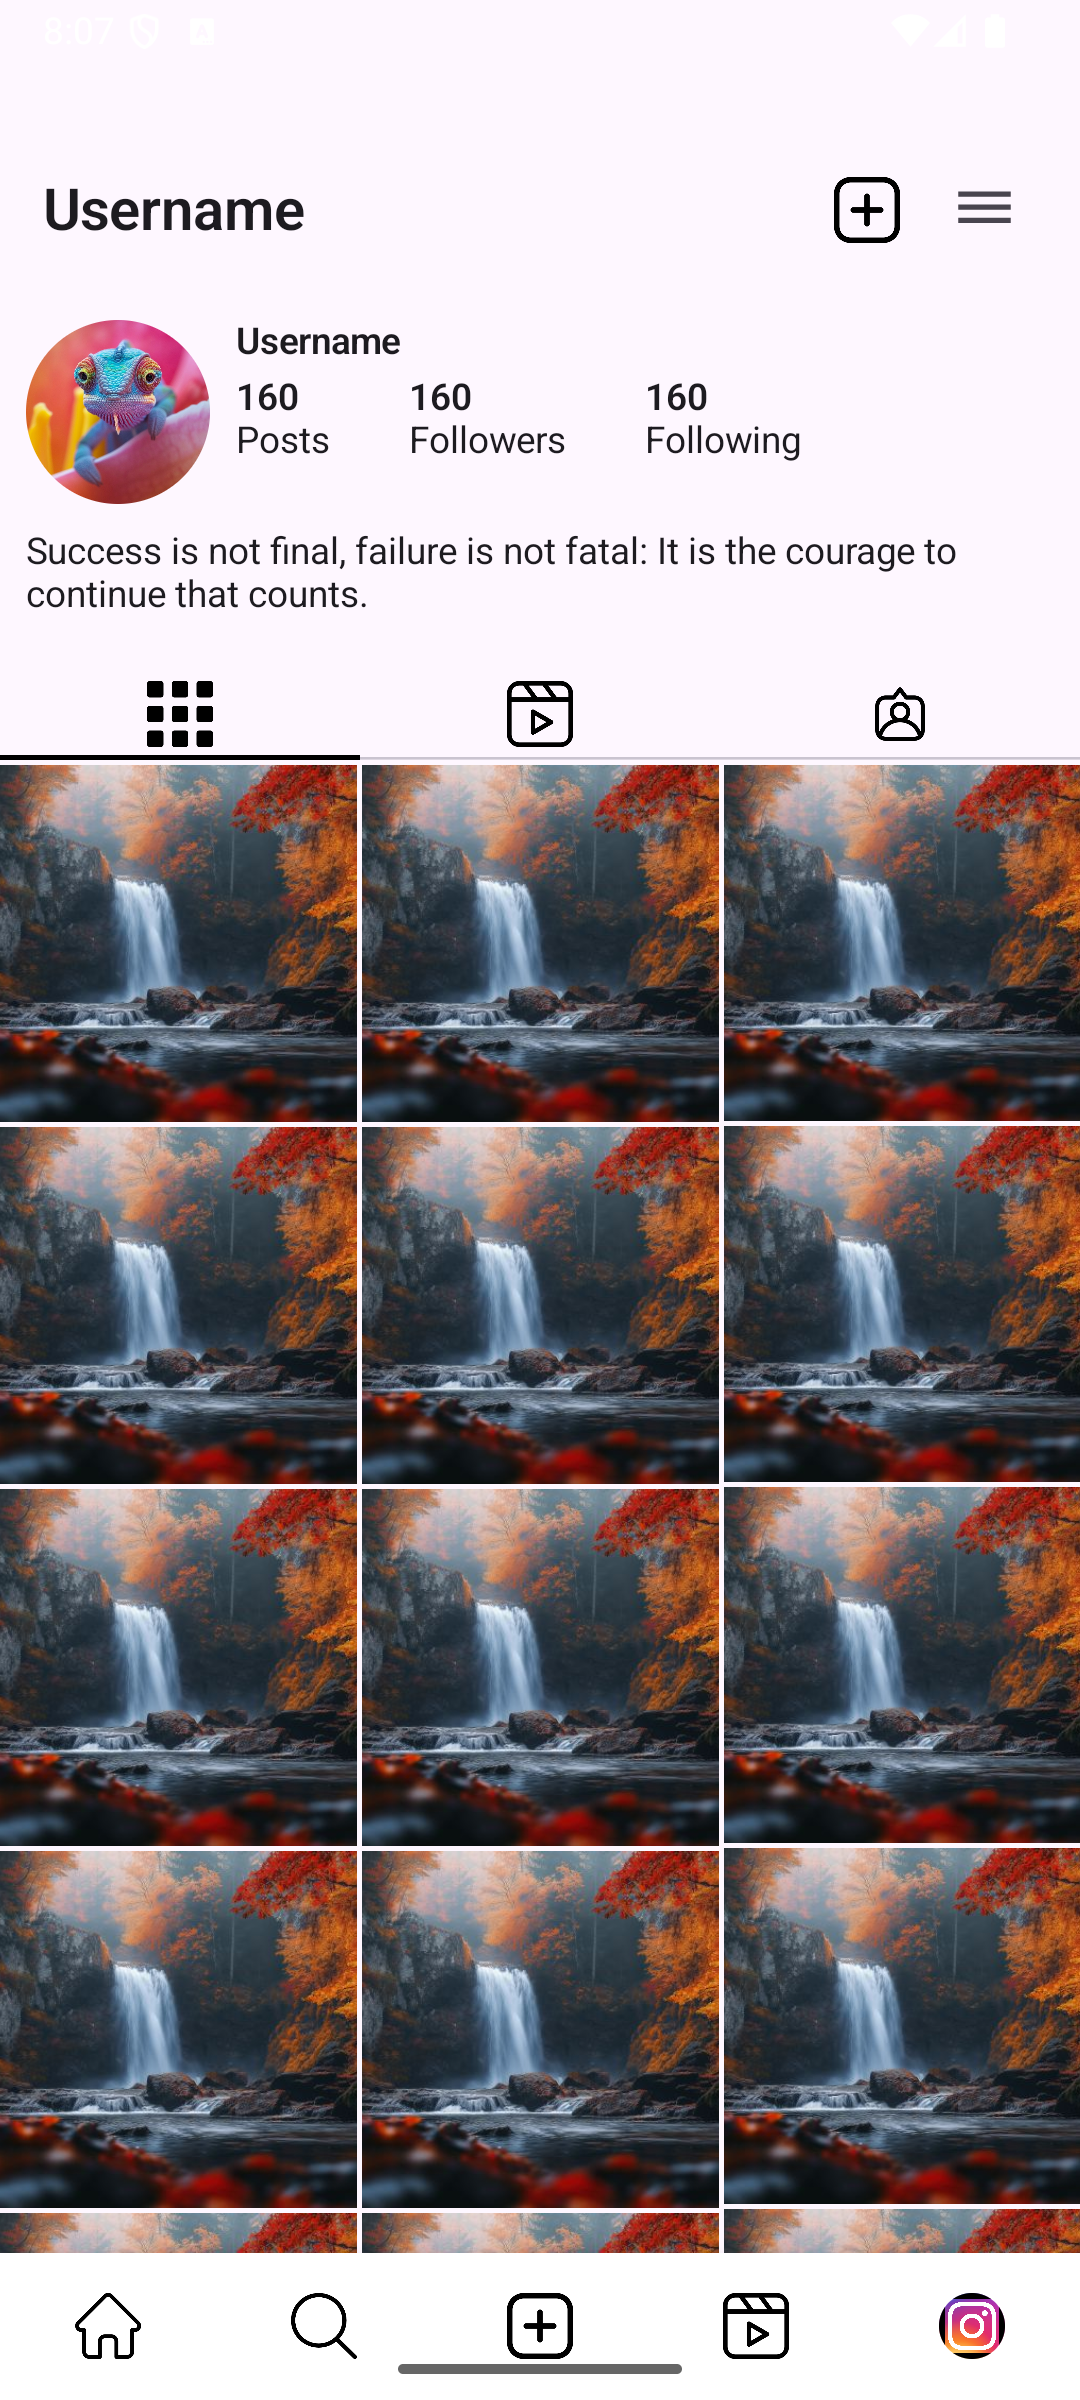 8:07
Username
Username
160 160 160
Posts Followers Following
Success is not final, failure is not fatal: It is the courage to
continue that counts.